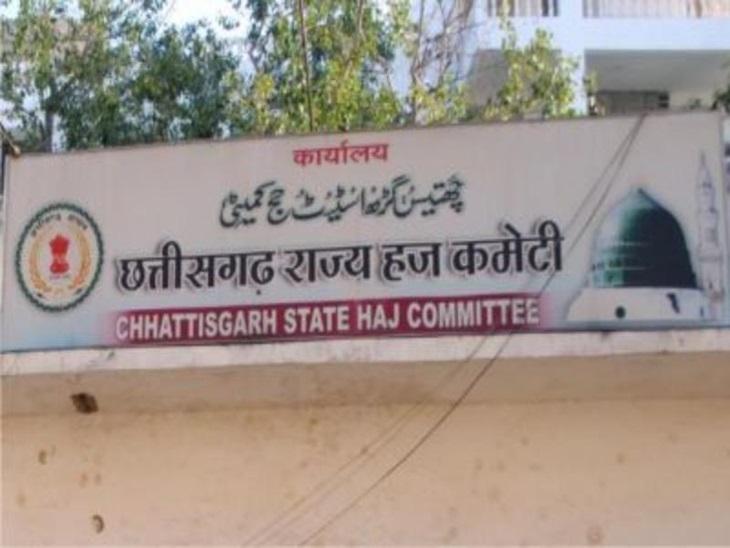 कार्यालय
چھتیس گڑھ اسٹیٹ حج کمیٹی
छत्तीसगढ़ राज्य हज कमेटी
CHHATTISGARH STATE HAJ COMMITTEE